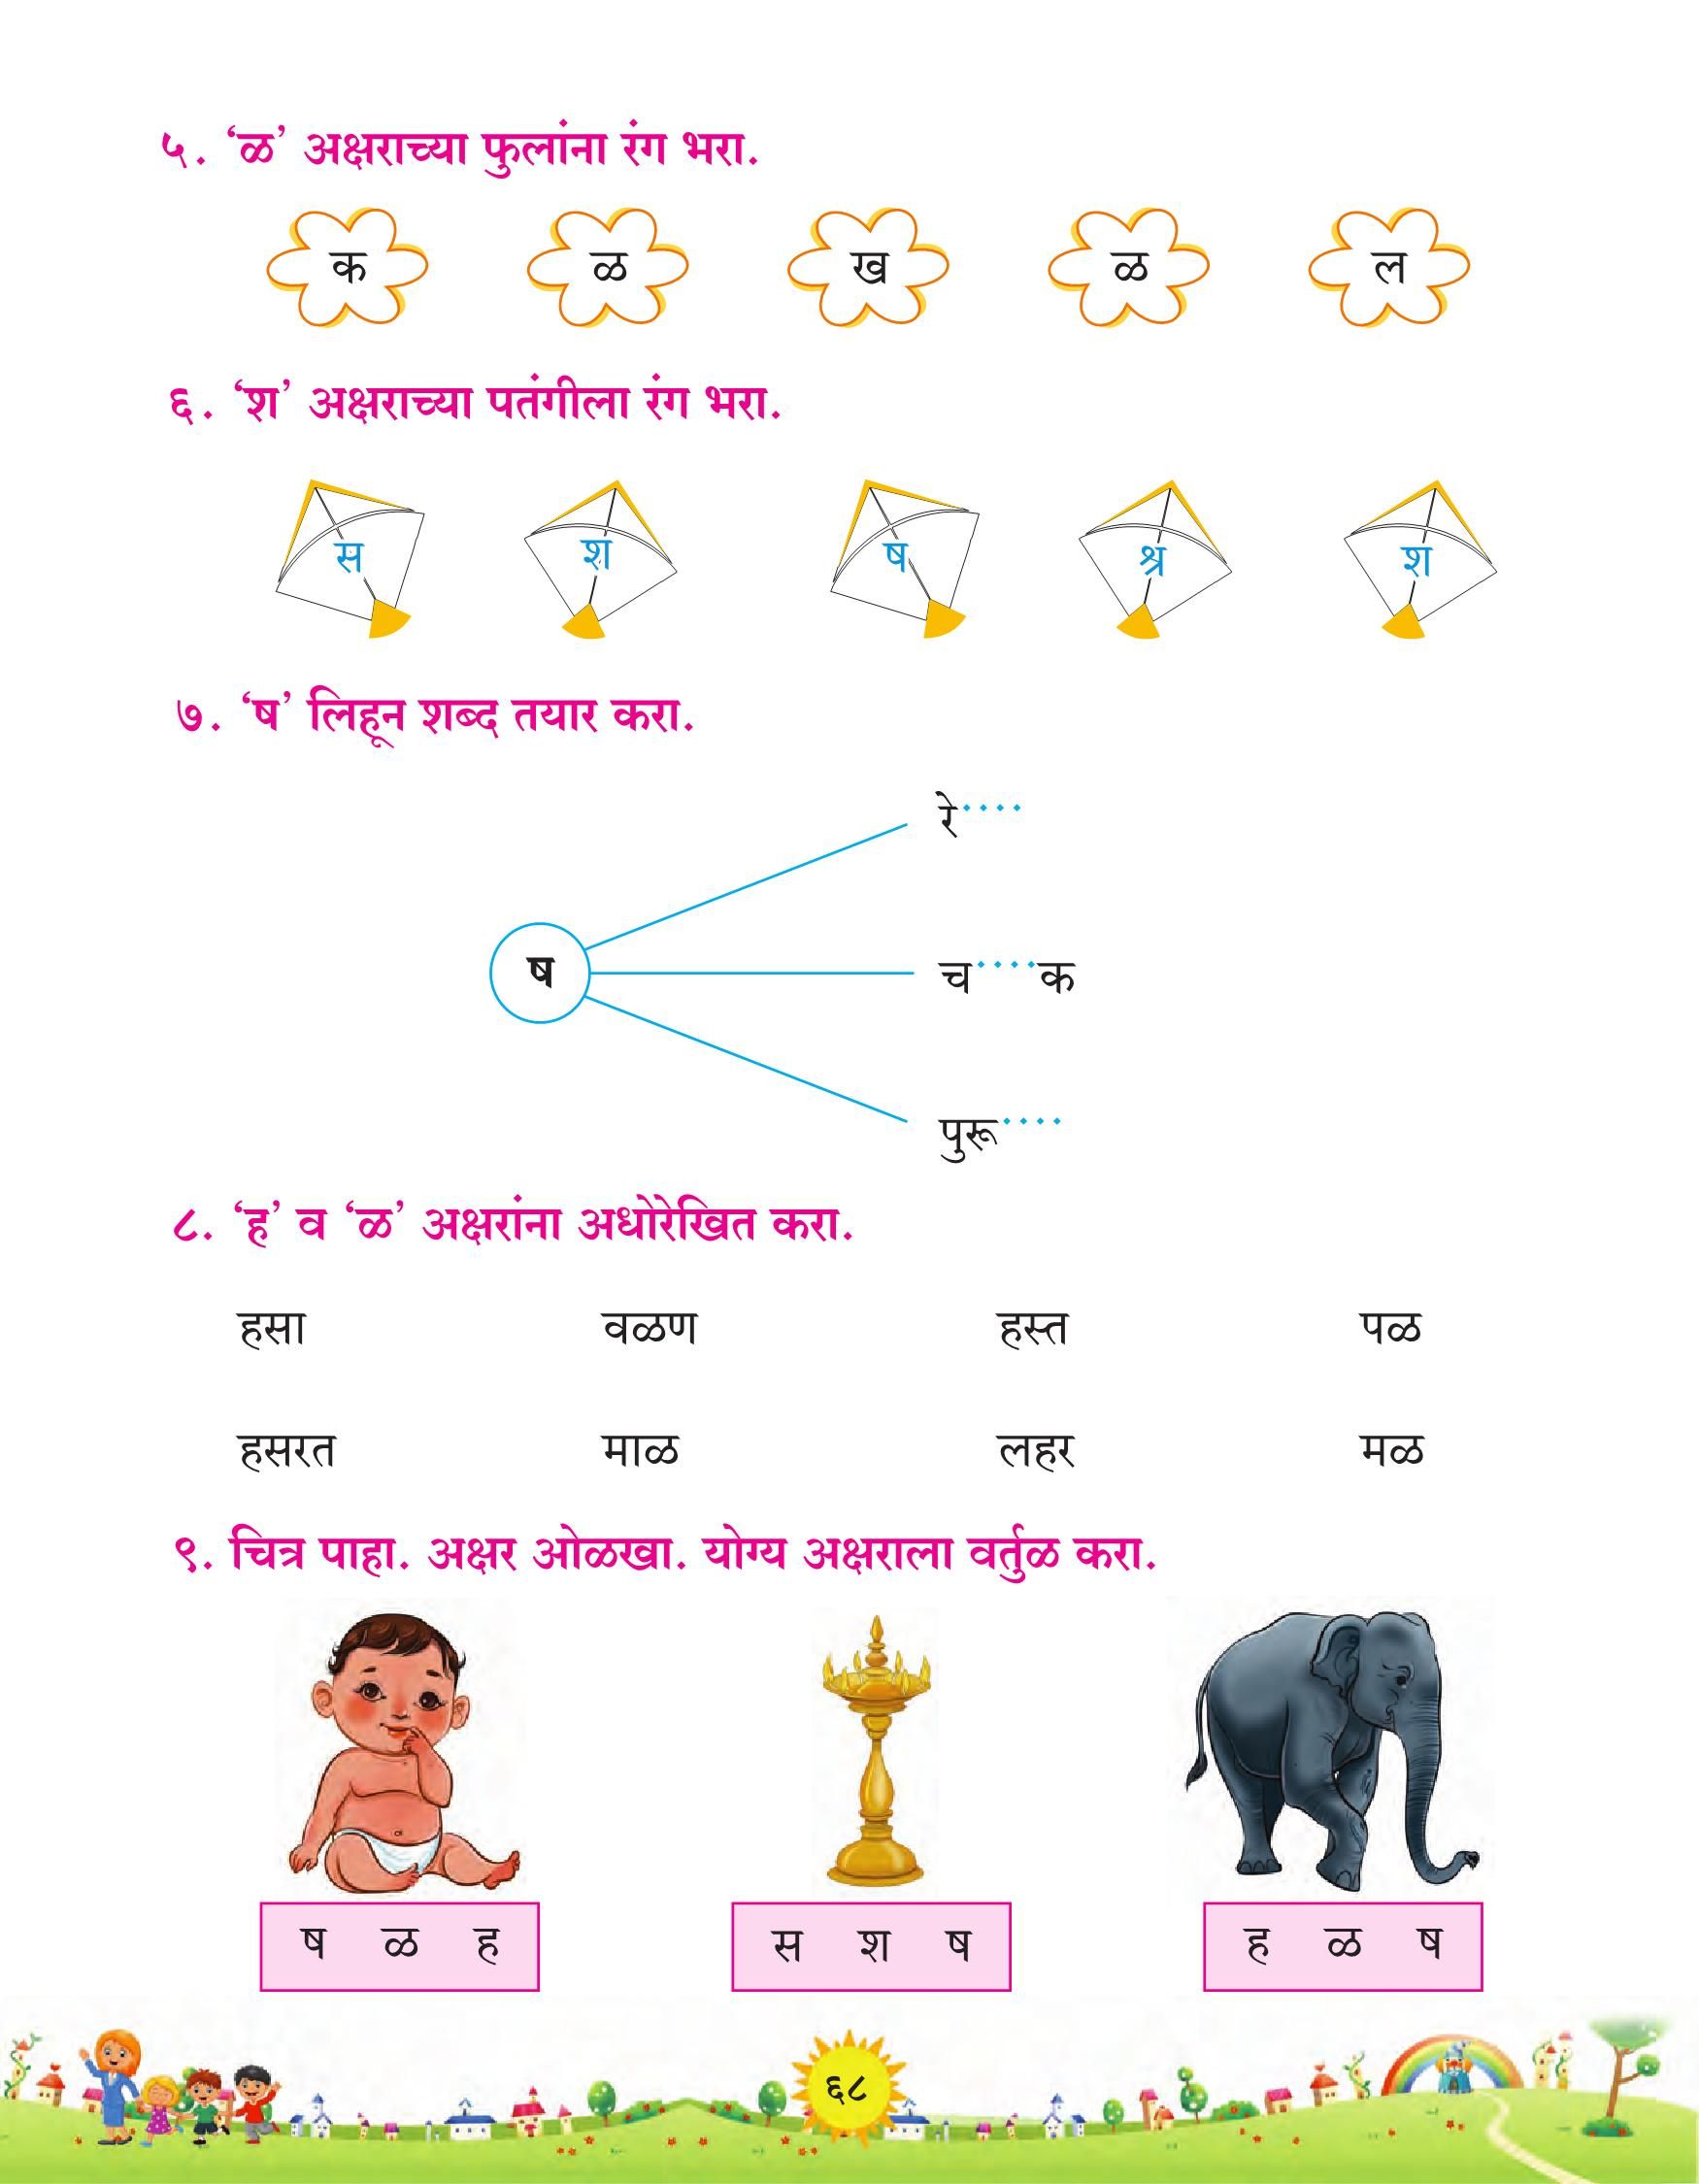 ५. ‘ळ’ अक्षराच्या फुलांना रंग भरा.
क ळ ख ळ ल
६. ‘श’ अक्षराच्या पतंगीला रंग भरा.
स श ष श्र श
७. ‘ष’ लिहून शब्द तयार करा.
रे....
ष च....क
पुरू....
८. ‘ह’ व ‘ळ’ अक्षरांना अधोरेखित करा.
हसा वळण हस्त पळ
हसरत माळ लहर मळ
९. चित्र पाहा. अक्षर ओळखा. योग्य अक्षराला वर्तुळ करा.
ष ळ ह स श ष ह ळ ष
६८